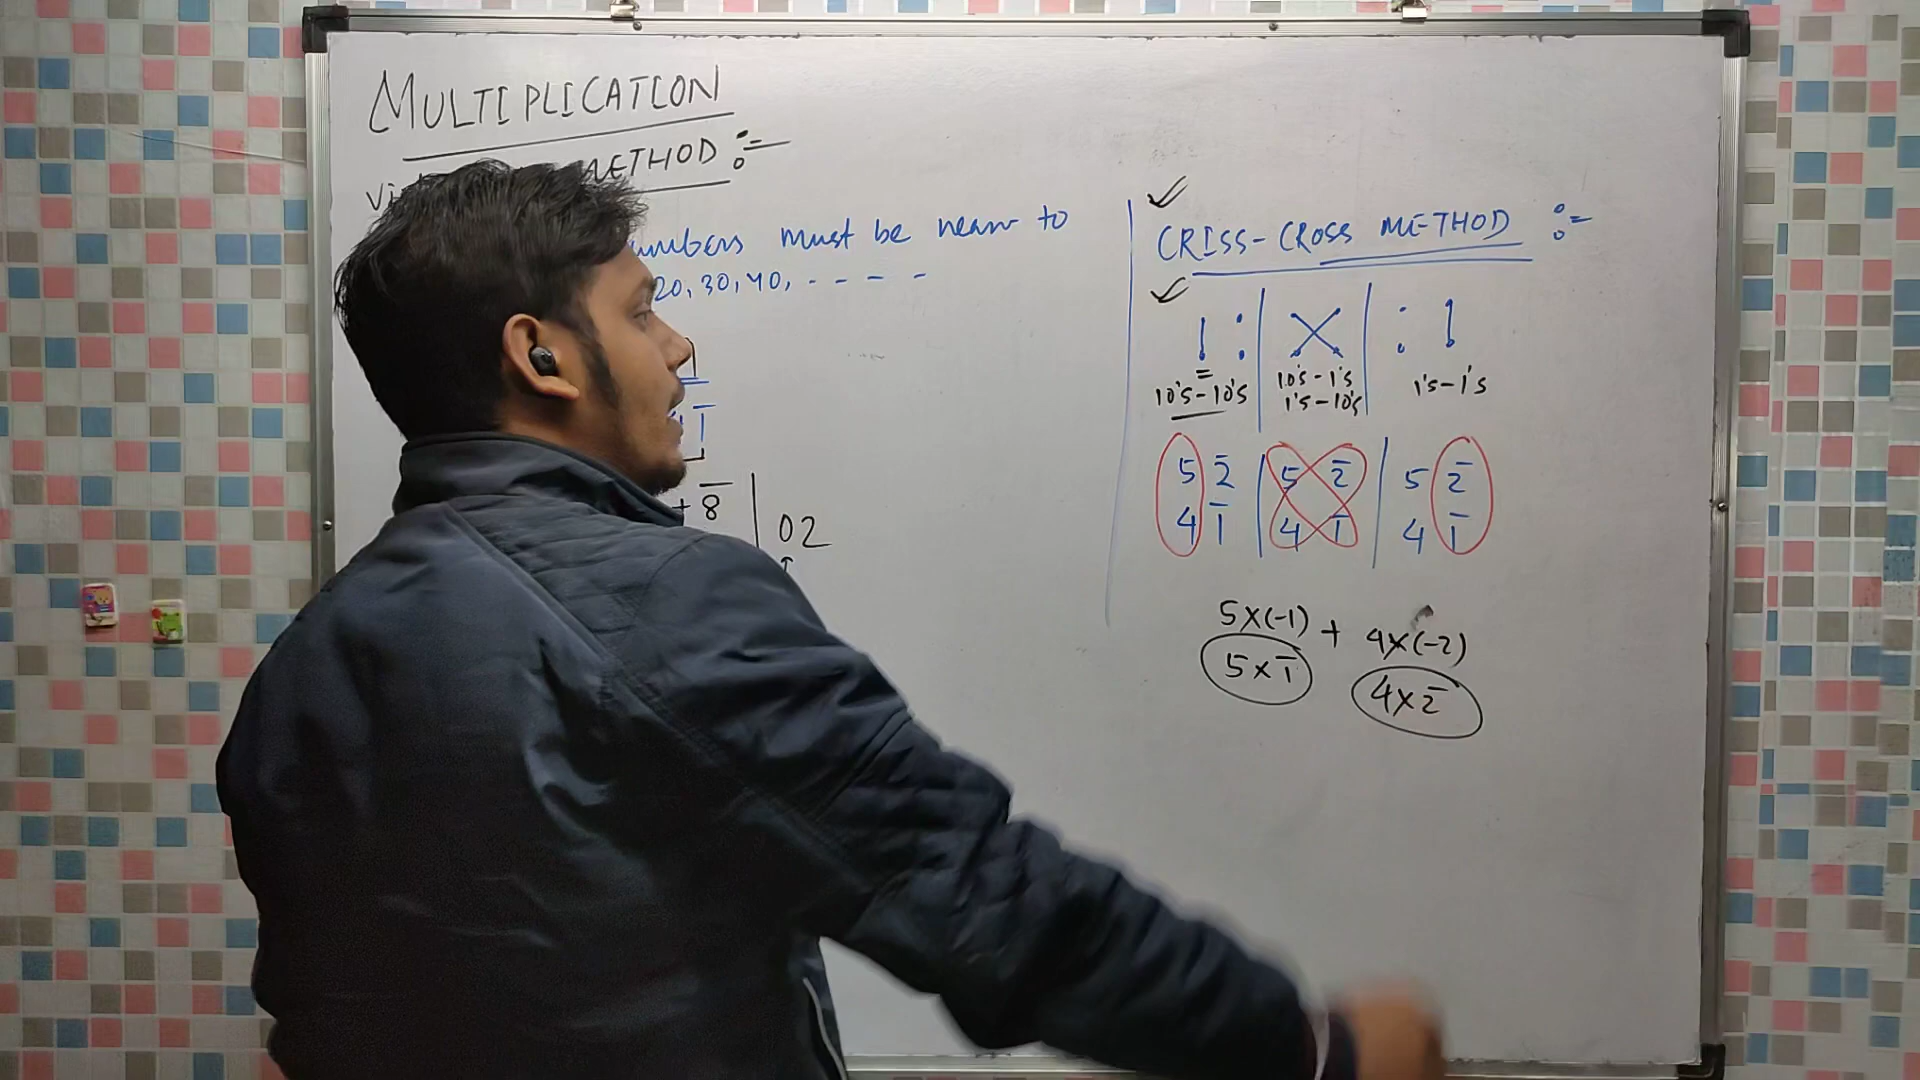 MULTIPLICATION
METHOD :-
must be near to
20, 30, 40, - - - -
1̅
+ 8̅ | 02
CRISS-CROSS METHOD :-
10's-10's | 10's-1's | 1's-1's
1's-10's
5 2̅ | 5 2̅ | 5 2̅
4 1̅ | 4 1̅ | 4 1̅
5x(-1) + 4x(-2)
5x1̅ 4x2̅